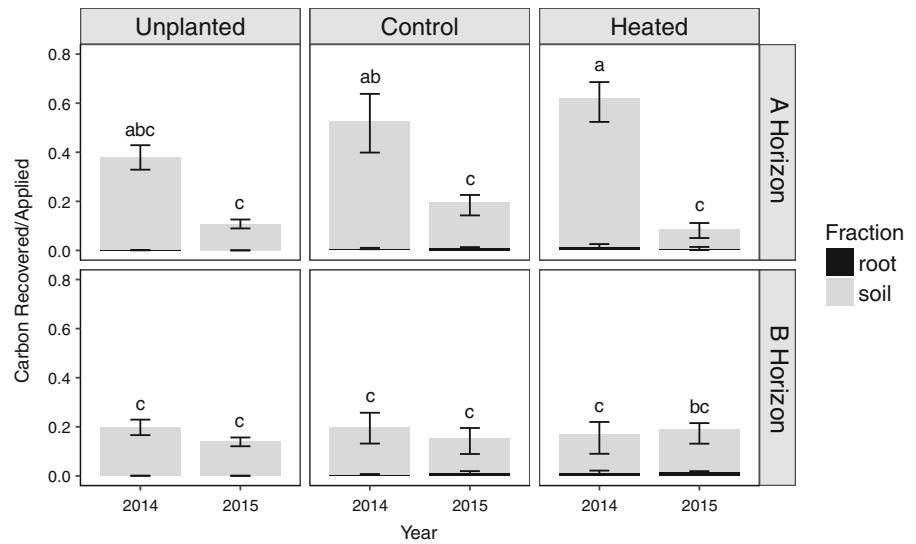 Unplanted Control Heated
Carbon Recovered/Applied
0.8
0.6
0.4
0.2
0.0
abc
c
ab
c
a
c
A Horizon
0.8
0.6
0.4
0.2
0.0
c
c
c
c
c
bc
B Horizon
2014 2015 2014 2015 2014 2015
Year
Fraction
root
soil